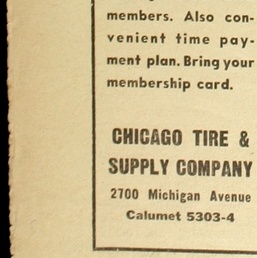 members. Also con-
venient time pay-
ment plan. Bring your
membership card.
CHICAGO TIRE &
SUPPLY COMPANY
2700 Michigan Avenue
Calumet 5303-4